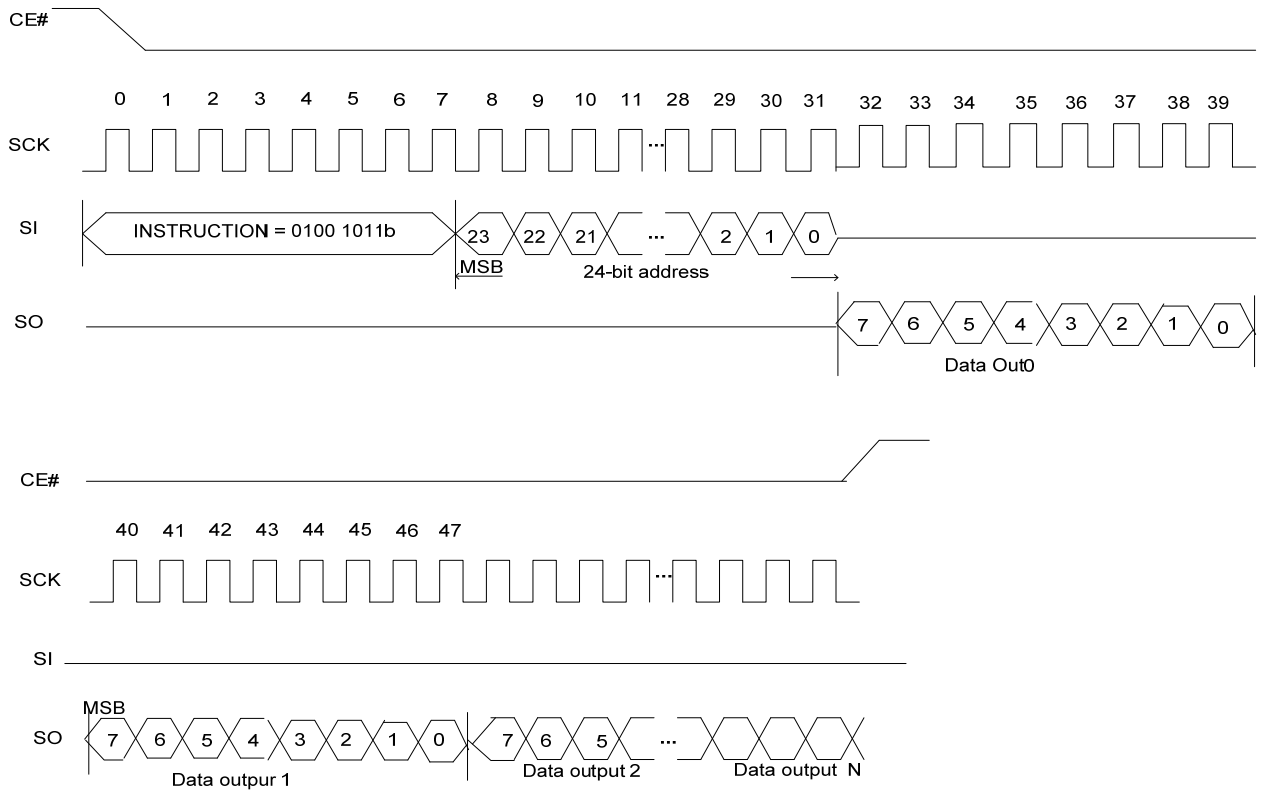 CE#
0 1 2 3 4 5 6 7 8 9 10 11 28 29 30 31 32 33 34 35 36 37 38 39
SCK ...
SI INSTRUCTION = 0100 1011b 23 22 21 ... 2 1 0
MSB 24-bit address
SO 7 6 5 4 3 2 1 0
Data Out0
CE#
40 41 42 43 44 45 46 47
SCK ...
SI
MSB
SO 7 6 5 4 3 2 1 0 7 6 5 ...
Data outpur 1 Data output 2 Data output N